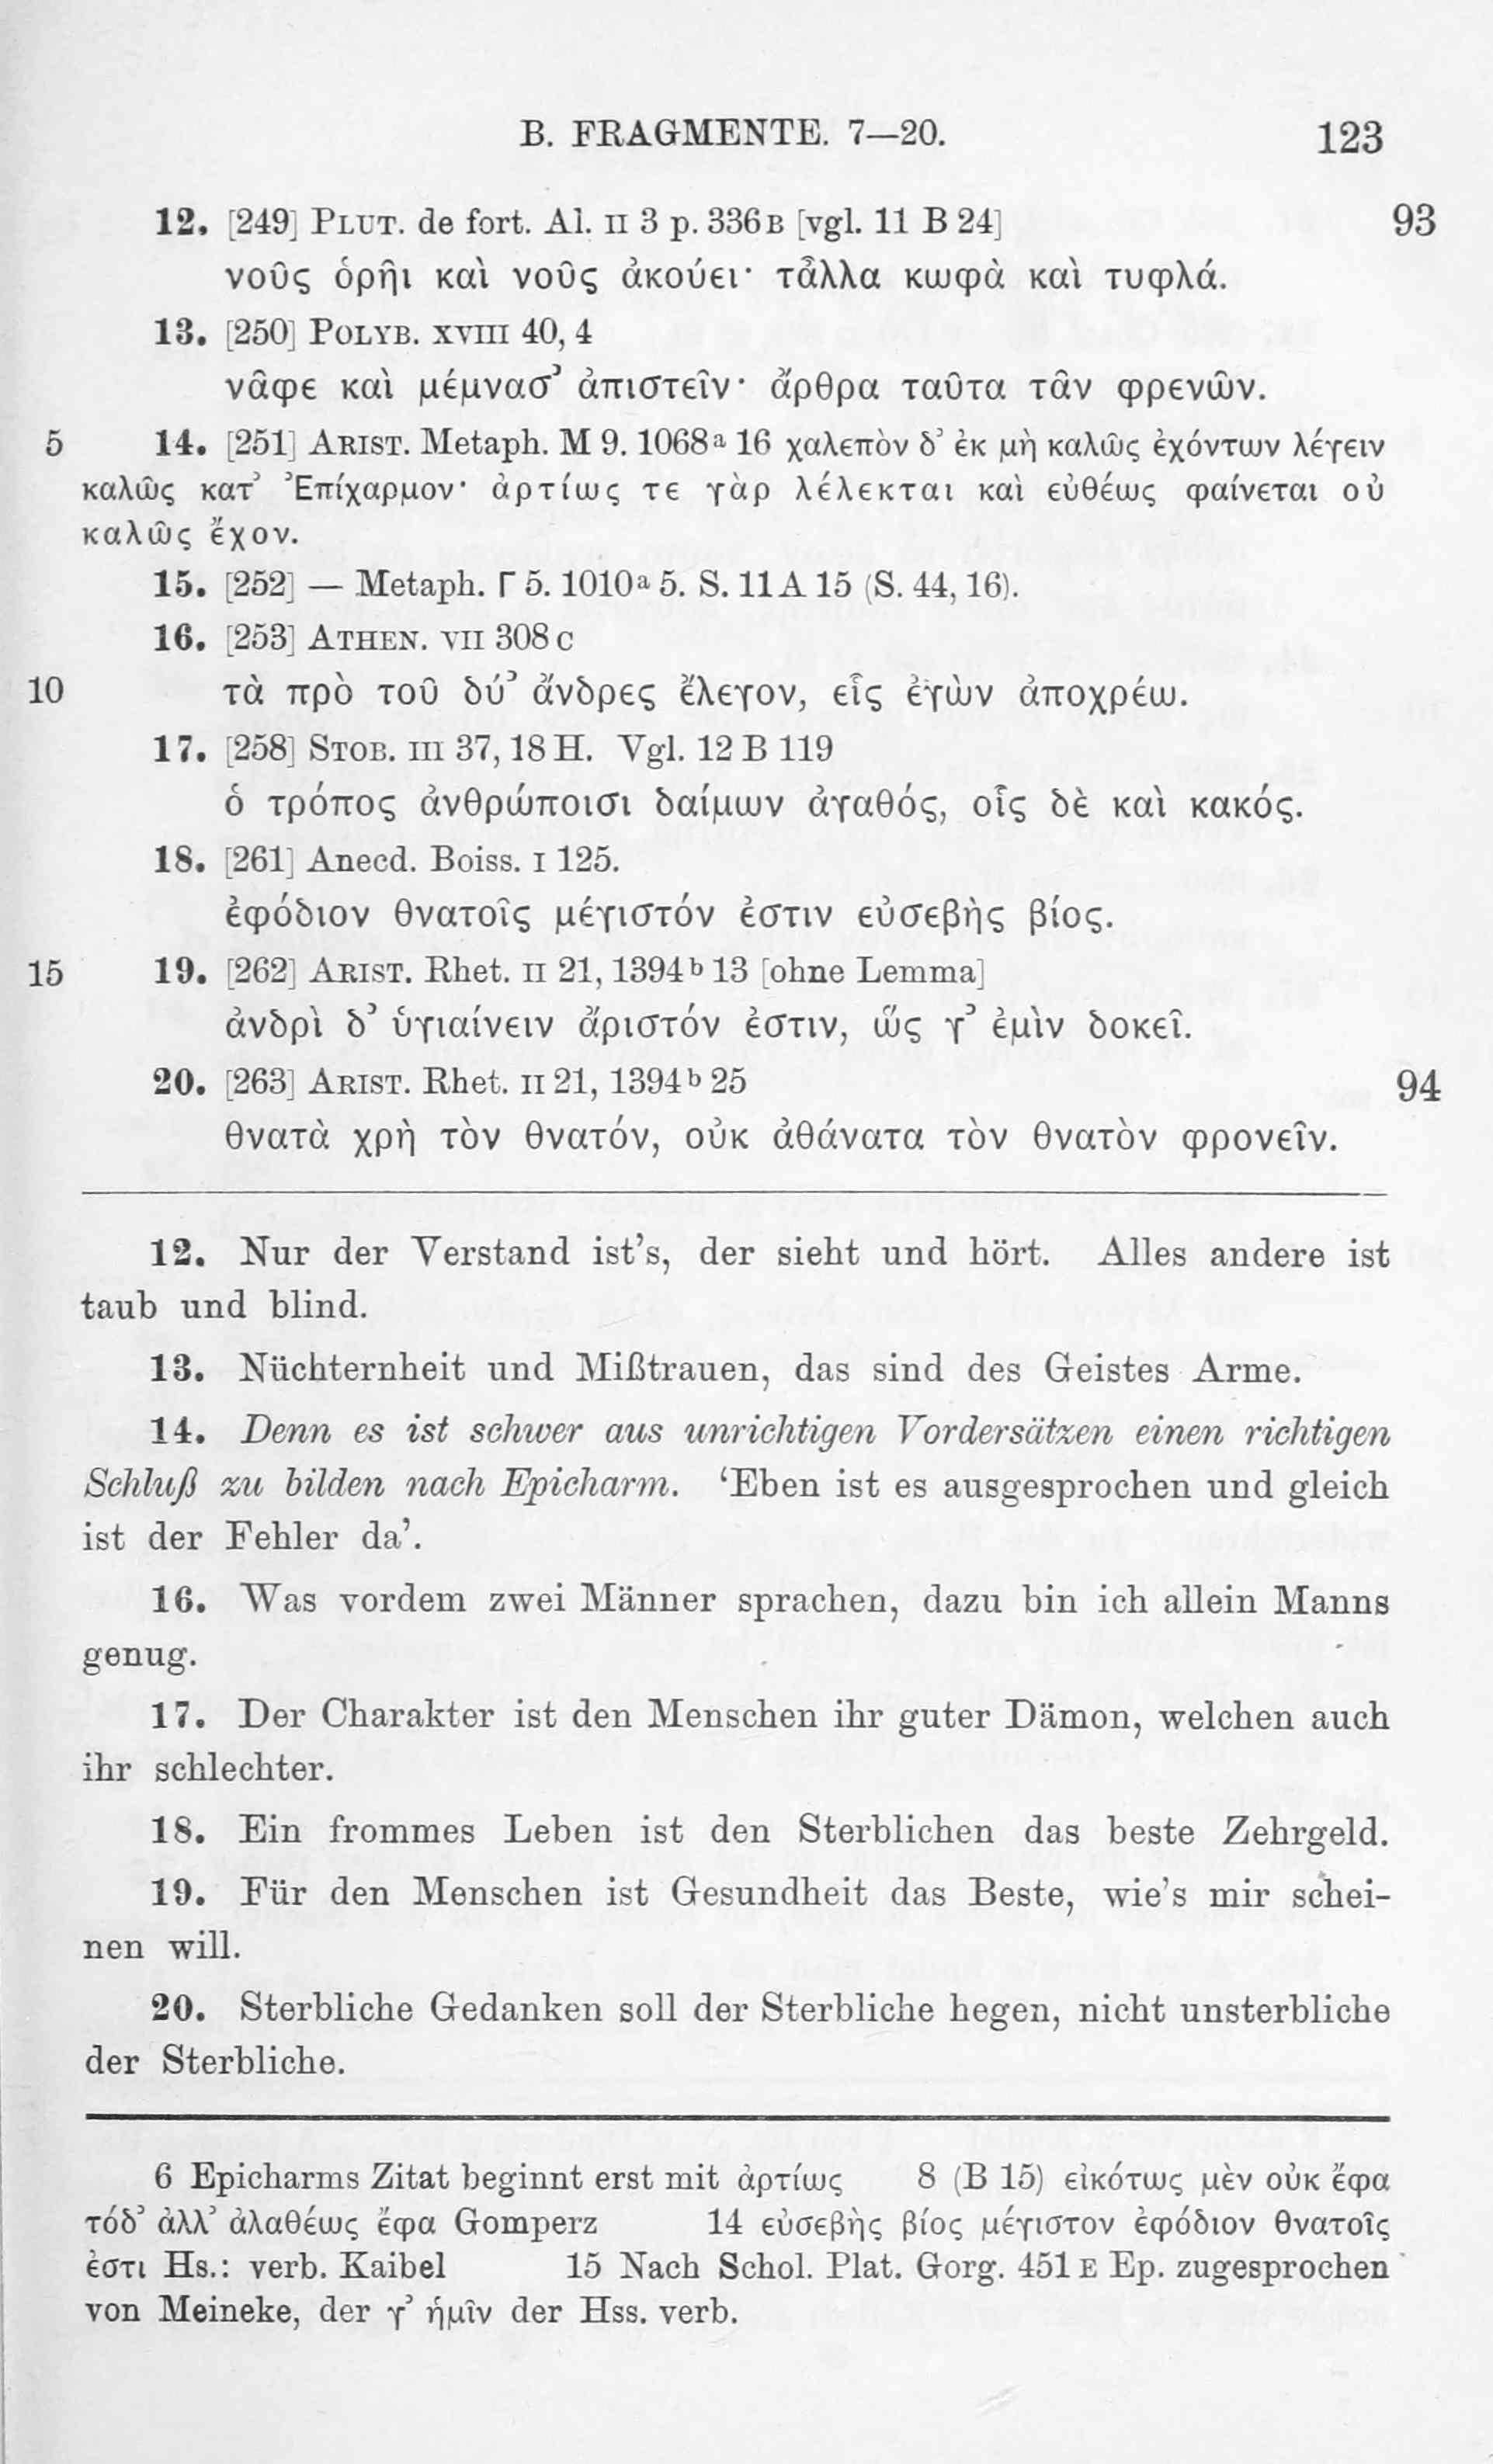 B. FRAGMENTE. 7—20. 123
12. [249] PLUT. de fort. Al. II 3 p. 336 B [vgl. 11 B 24] 93
νοῦς ὁρῆι καὶ νοῦς ἀκούει· τἆλλα κωφὰ καὶ τυφλά.
13. [250] POLYB. XVIII 40, 4
νᾶφε καὶ μέμνασ’ ἀπιστεῖν· ἄρθρα ταῦτα τᾶν φρενῶν.
5 14. [251] ARIST. Metaph. M 9. 1068ᵃ 16 χαλεπὸν δ’ ἐκ μὴ καλῶς ἐχόντων λέγειν
καλῶς κατ’ Ἐπίχαρμον· ἀρτίως τε γὰρ λέλεκται καὶ εὐθέως φαίνεται οὐ
καλῶς ἔχον.
15. [252] — Metaph. Γ 5. 1010ᵃ 5. S. 11 A 15 (S. 44, 16).
16. [253] ATHEN. VII 308 C
10 τὰ πρὸ τοῦ δύ’ ἄνδρες ἔλεγον, εἷς ἐγὼν ἀποχρέω.
17. [258] STOB. III 37, 18 H. Vgl. 12 B 119
ὁ τρόπος ἀνθρώποισι δαίμων ἀγαθός, οἷς δὲ καὶ κακός.
18. [261] Anecd. Boiss. I 125.
ἐφόδιον θνατοῖς μέγιστόν ἐστιν εὐσεβὴς βίος.
15 19. [262] ARIST. Rhet. II 21, 1394ᵇ 13 [ohne Lemma]
ἀνδρὶ δ’ ὑγιαίνειν ἄριστόν ἐστιν, ὥς γ’ ἐμὶν δοκεῖ.
20. [263] ARIST. Rhet. II 21, 1394ᵇ 25 94
θνατὰ χρὴ τὸν θνατόν, οὐκ ἀθάνατα τὸν θνατὸν φρονεῖν.
12. Nur der Verstand ist’s, der sieht und hört. Alles andere ist
taub und blind.
13. Nüchternheit und Mißtrauen, das sind des Geistes Arme.
14. Denn es ist schwer aus unrichtigen Vordersätzen einen richtigen
Schluß zu bilden nach Epicharm. ‘Eben ist es ausgesprochen und gleich
ist der Fehler da’.
16. Was vordem zwei Männer sprachen, dazu bin ich allein Manns
genug.
17. Der Charakter ist den Menschen ihr guter Dämon, welchen auch
ihr schlechter.
18. Ein frommes Leben ist den Sterblichen das beste Zehrgeld.
19. Für den Menschen ist Gesundheit das Beste, wie’s mir schei-
nen will.
20. Sterbliche Gedanken soll der Sterbliche hegen, nicht unsterbliche
der Sterbliche.
6 Epicharms Zitat beginnt erst mit ἀρτίως 8 (B 15) εἰκότως μὲν οὐκ ἔφα
τόδ’ ἀλλ’ ἀλαθέως ἔφα Gomperz 14 εὐσεβὴς βίος μέγιστον ἐφόδιον θνατοῖς
ἐστι Hs.: verb. Kaibel 15 Nach Schol. Plat. Gorg. 451 E Ep. zugesprochen
von Meineke, der γ’ ἡμῖν der Hss. verb.